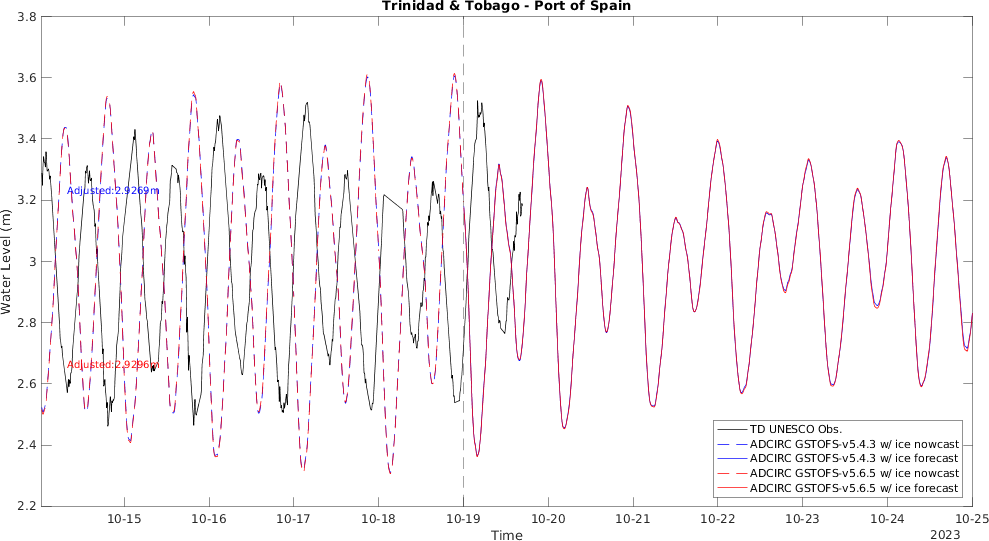 Trinidad & Tobago - Port of Spain
Water Level (m)
3.8
3.6
3.4
3.2
3
2.8
2.6
2.4
2.2
Adjusted:2.9269m
Adjusted:2.9296m
TD UNESCO Obs.
ADCIRC GSTOFS-v5.4.3 w/ ice nowcast
ADCIRC GSTOFS-v5.4.3 w/ ice forecast
ADCIRC GSTOFS-v5.6.5 w/ ice nowcast
ADCIRC GSTOFS-v5.6.5 w/ ice forecast
10-15 10-16 10-17 10-18 10-19 10-20 10-21 10-22 10-23 10-24 10-25
Time
2023